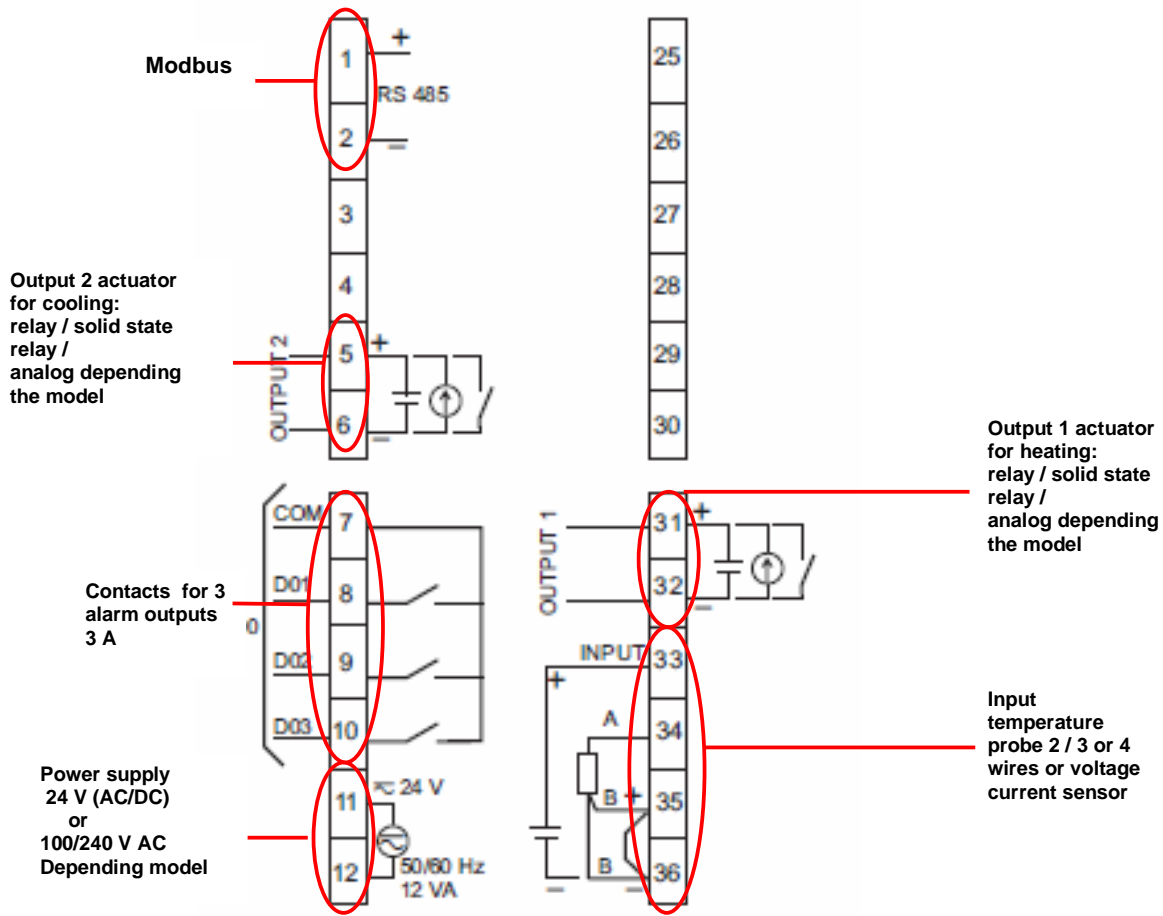 Modbus
1
+
RS 485
2
−
3
4
Output 2 actuator
for cooling:
relay / solid state
relay /
analog depending
the model
OUTPUT 2
5
+
6
−
COM
7
Contacts for 3
alarm outputs
3 A
D01
8
0
D02
9
D03
10
Power supply
24 V (AC/DC)
or
100/240 V AC
Depending model
11
24 V
12
50/60 Hz
12 VA
25
26
27
28
29
30
Output 1 actuator
for heating:
relay / solid state
relay /
analog depending
the model
OUTPUT 1
31
+
32
−
INPUT
33
+
A
34
B
+
35
B
36
−
−
Input
temperature
probe 2 / 3 or 4
wires or voltage
current sensor